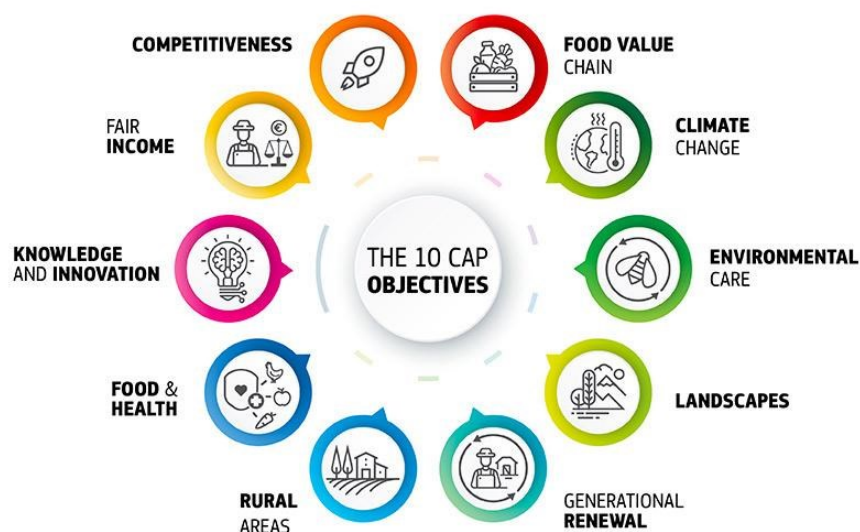 COMPETITIVENESS
FOOD VALUE
CHAIN
FAIR
INCOME
CLIMATE
CHANGE
KNOWLEDGE
AND INNOVATION
THE 10 CAP
OBJECTIVES
ENVIRONMENTAL
CARE
FOOD &
HEALTH
LANDSCAPES
RURAL
AREAS
GENERATIONAL
RENEWAL